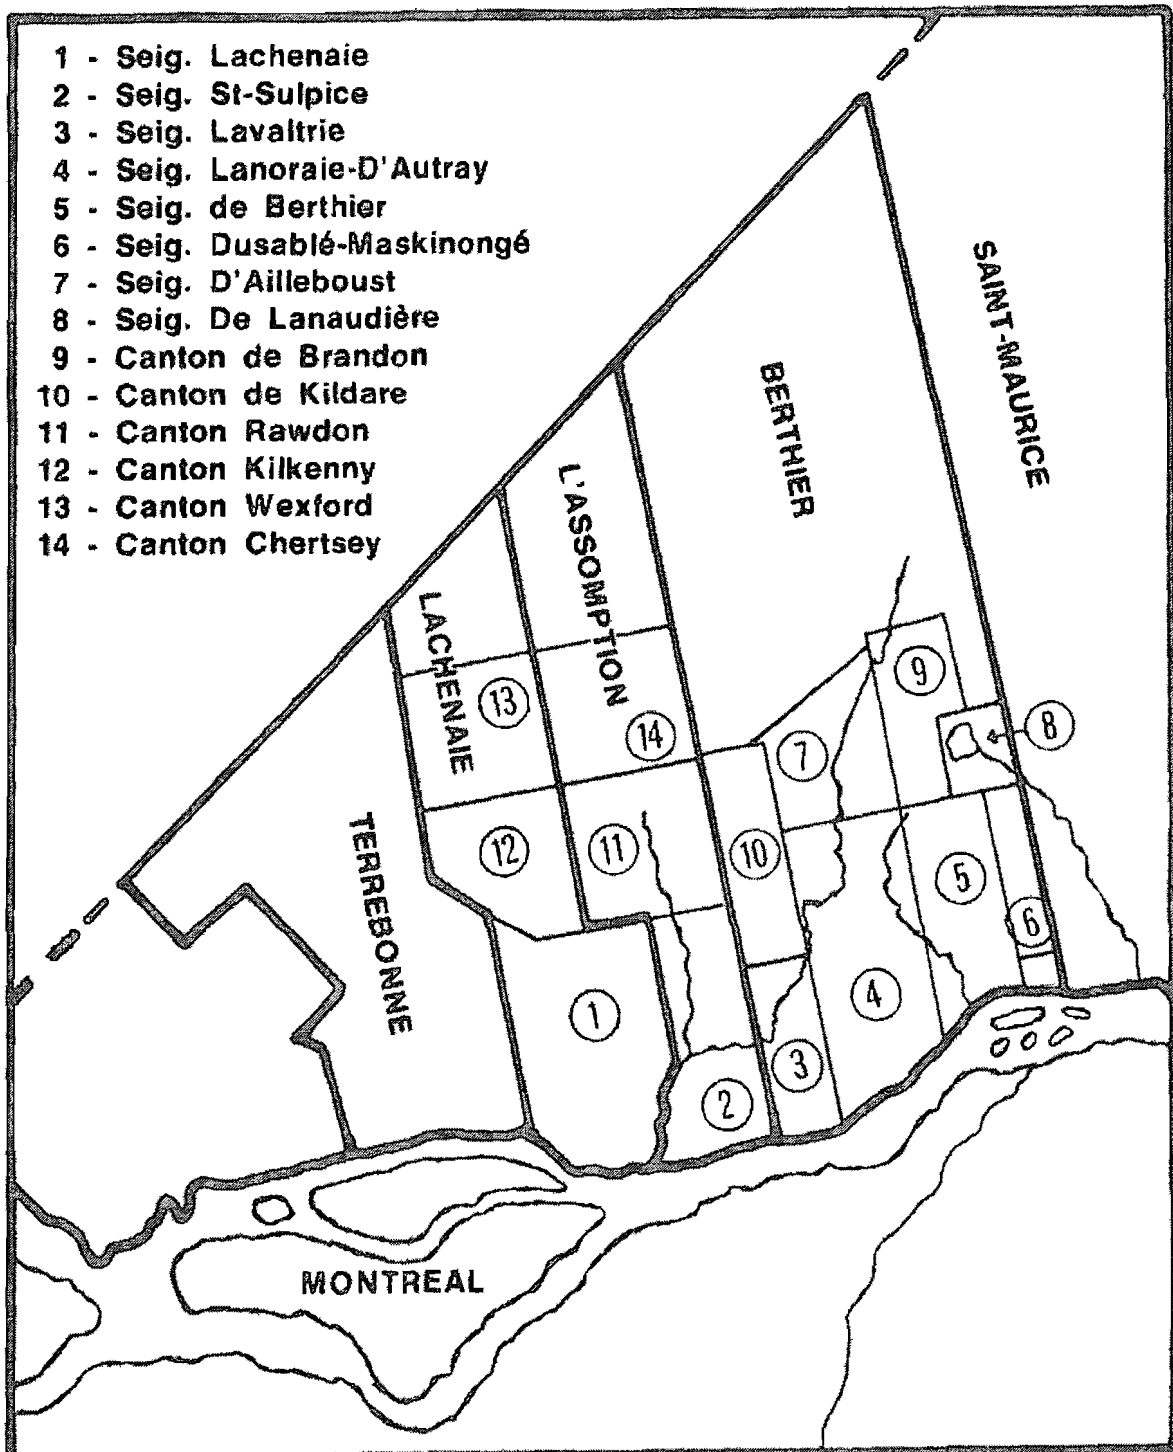 1 - Seig. Lachenaie
2 - Seig. St-Sulpice
3 - Seig. Lavaltrie
4 - Seig. Lanoraie-D'Autray
5 - Seig. de Berthier
6 - Seig. Dusablé-Maskinongé
7 - Seig. D'Ailleboust
8 - Seig. De Lanaudière
9 - Canton de Brandon
10 - Canton de Kildare
11 - Canton Rawdon
12 - Canton Kilkenny
13 - Canton Wexford
14 - Canton Chertsey
SAINT-MAURICE
BERTHIER
L'ASSOMPTION
LACHENAIE
TERREBONNE
9
13
14
7
8
12
11
10
5
6
1
4
3
2
MONTREAL